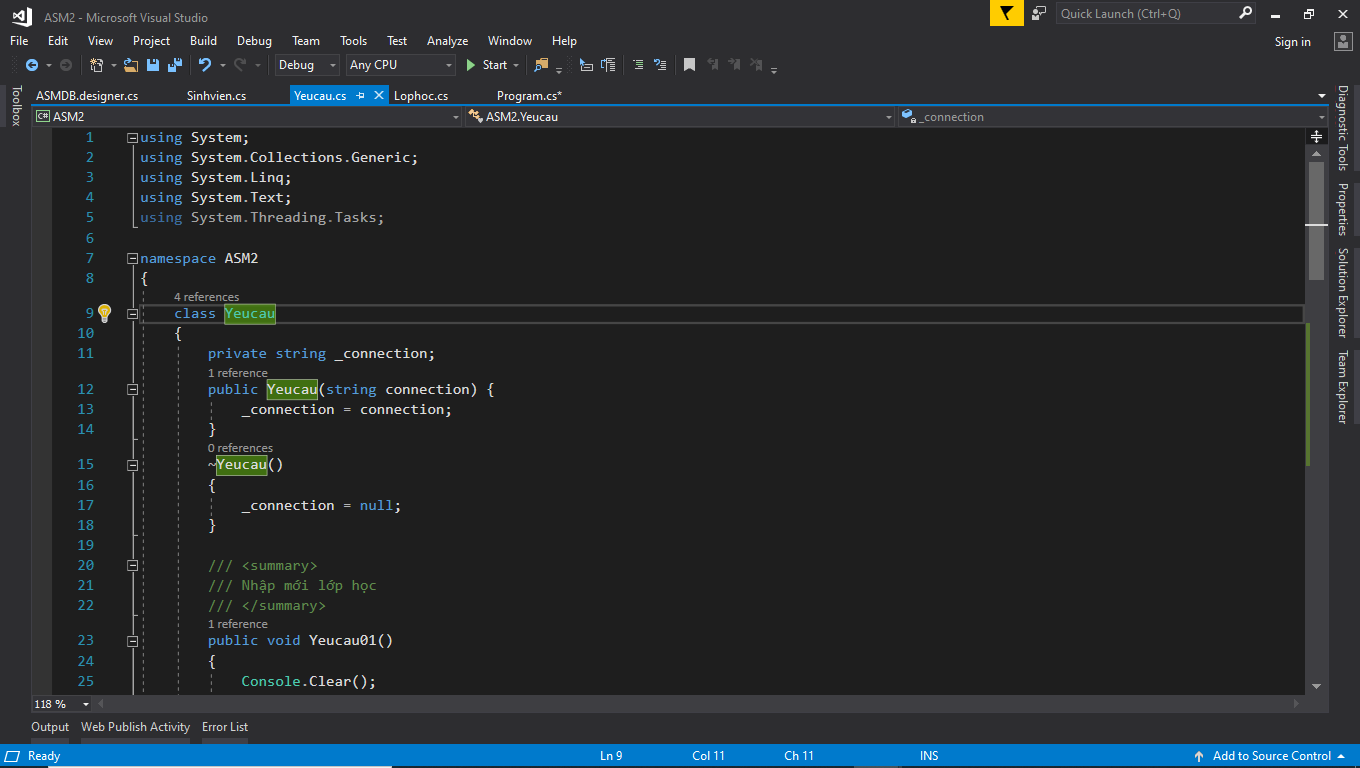 ASM2 - Microsoft Visual Studio
Quick Launch (Ctrl+Q)
File Edit View Project Build Debug Team Tools Test Analyze Window Help
Sign in
Debug Any CPU Start
ASMDB.designer.cs Sinhvien.cs Yeucau.cs Lophoc.cs Program.cs*
C# ASM2 ASM2.Yeucau _connection
Toolbox
1 using System;
2 using System.Collections.Generic;
3 using System.Linq;
4 using System.Text;
5 using System.Threading.Tasks;
6
7 namespace ASM2
8 {
4 references
9 class Yeucau
10 {
11 private string _connection;
1 reference
12 public Yeucau(string connection) {
13 _connection = connection;
14 }
0 references
15 ~Yeucau()
16 {
17 _connection = null;
18 }
19
20 /// <summary>
21 /// Nhập mới lớp học
22 /// </summary>
1 reference
23 public void Yeucau01()
24 {
25 Console.Clear();
Diagnostic Tools
Properties
Solution Explorer
Team Explorer
118 %
Output Web Publish Activity Error List
Ready Ln 9 Col 11 Ch 11 INS Add to Source Control